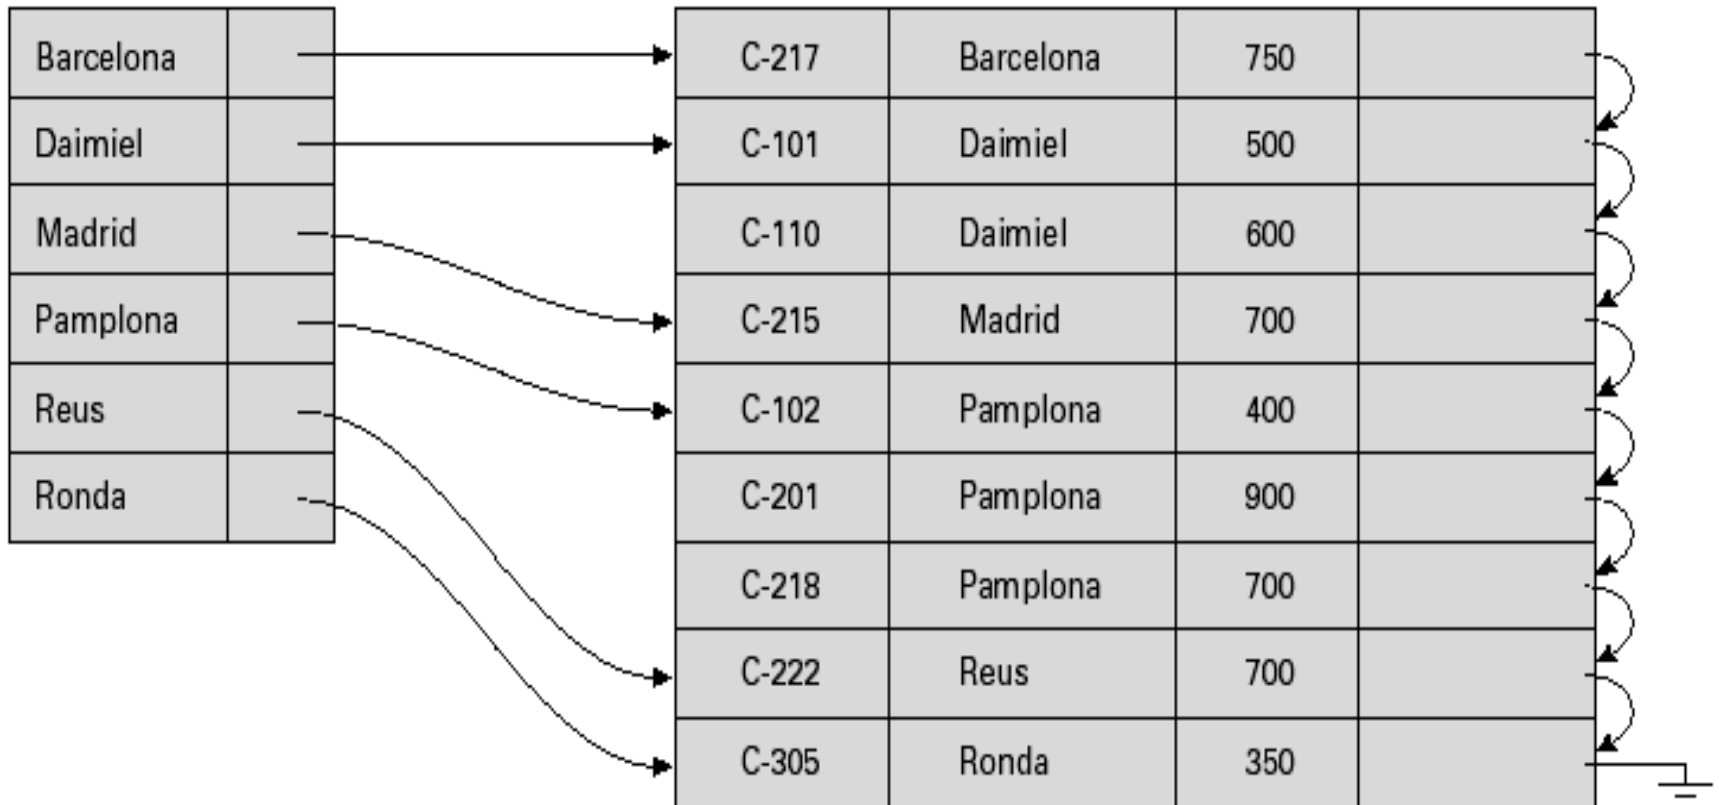 Barcelona
Daimiel
Madrid
Pamplona
Reus
Ronda
C-217 Barcelona 750
C-101 Daimiel 500
C-110 Daimiel 600
C-215 Madrid 700
C-102 Pamplona 400
C-201 Pamplona 900
C-218 Pamplona 700
C-222 Reus 700
C-305 Ronda 350